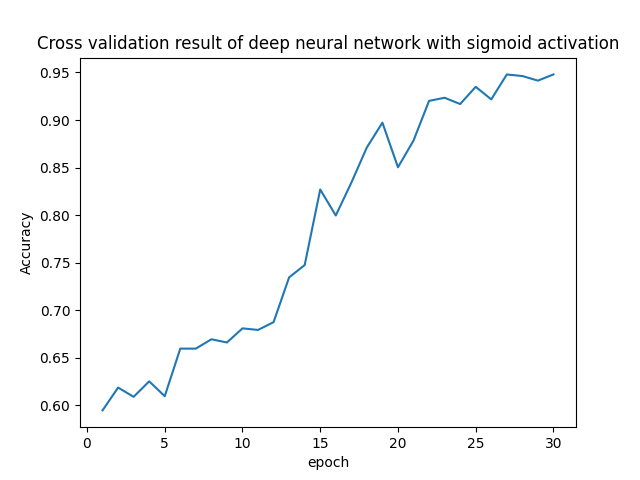 Cross validation result of deep neural network with sigmoid activation
0.95
0.90
0.85
0.80
0.75
0.70
0.65
0.60
Accuracy
0 5 10 15 20 25 30
epoch